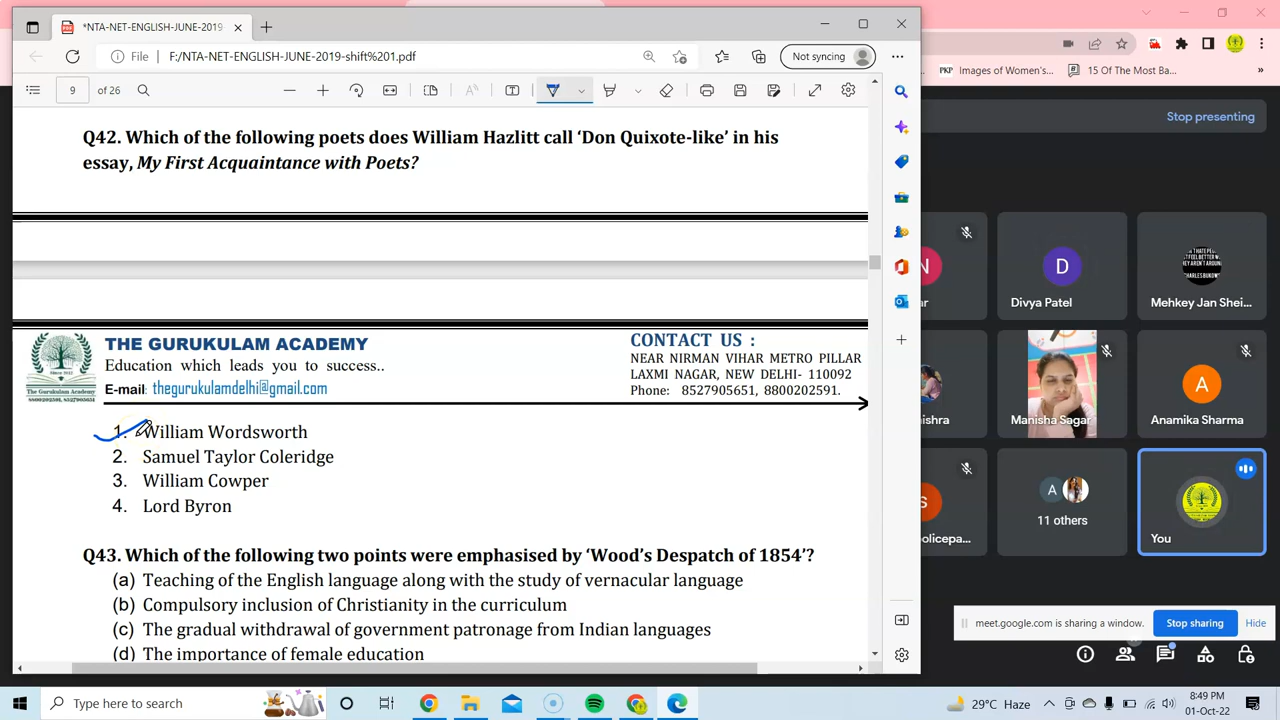 *NTA-NET-ENGLISH-JUNE-2019-
File F:/NTA-NET-ENGLISH-JUNE-2019-shift%201.pdf Not syncing
9 of 26
Images of Women's...
15 Of The Most Ba...
Stop presenting
Q42. Which of the following poets does William Hazlitt call ‘Don Quixote-like’ in his
essay, My First Acquaintance with Poets?
THE GURUKULAM ACADEMY
Education which leads you to success..
E-mail: thegurukulamdelhi@gmail.com
CONTACT US :
NEAR NIRMAN VIHAR METRO PILLAR
LAXMI NAGAR, NEW DELHI- 110092
Phone: 8527905651, 8800202591.
1. William Wordsworth
2. Samuel Taylor Coleridge
3. William Cowper
4. Lord Byron
Q43. Which of the following two points were emphasised by ‘Wood's Despatch of 1854’?
(a) Teaching of the English language along with the study of vernacular language
(b) Compulsory inclusion of Christianity in the curriculum
(c) The gradual withdrawal of government patronage from Indian languages
(d) The importance of female education
N
D
Divya Patel
Mehkey Jan Shei...
Manisha Sagar
A
Anamika Sharma
S
A
11 others
You
meet.google.com is sharing a window. Stop sharing Hide
Type here to search
29°C Haze
8:49 PM
01-Oct-22